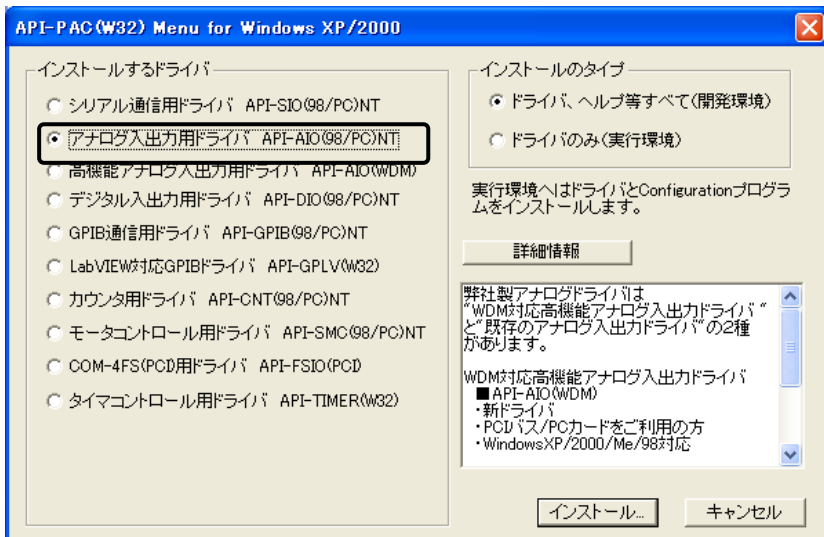 API-PAC(W32) Menu for Windows XP/2000
インストールするドライバ
シリアル通信用ドライバ API-SIO(98/PC)NT
アナログ入出力用ドライバ API-AIO(98/PC)NT
高機能アナログ入出力用ドライバ API-AIO(WDM)
デジタル入出力用ドライバ API-DIO(98/PC)NT
GPIB通信用ドライバ API-GPIB(98/PC)NT
LabVIEW対応GPIBドライバ API-GPLV(W32)
カウンタ用ドライバ API-CNT(98/PC)NT
モータコントロール用ドライバ API-SMC(98/PC)NT
COM-4FS(PCI)用ドライバ API-FSIO(PCI)
タイマコントロール用ドライバ API-TIMER(W32)
インストールのタイプ
ドライバ、ヘルプ等すべて(開発環境)
ドライバのみ(実行環境)
実行環境へはドライバとConfigurationプログラ
ムをインストールします。
詳細情報
弊社製アナログドライバは
"WDM対応高機能アナログ入出力ドライバ"
と"既存のアナログ入出力ドライバ"の2種
があります。
WDM対応高機能アナログ入出力ドライバ
■API-AIO(WDM)
・新ドライバ
・PCIバス/PCカードをご利用の方
・WindowsXP/2000/Me/98対応
インストール...
キャンセル